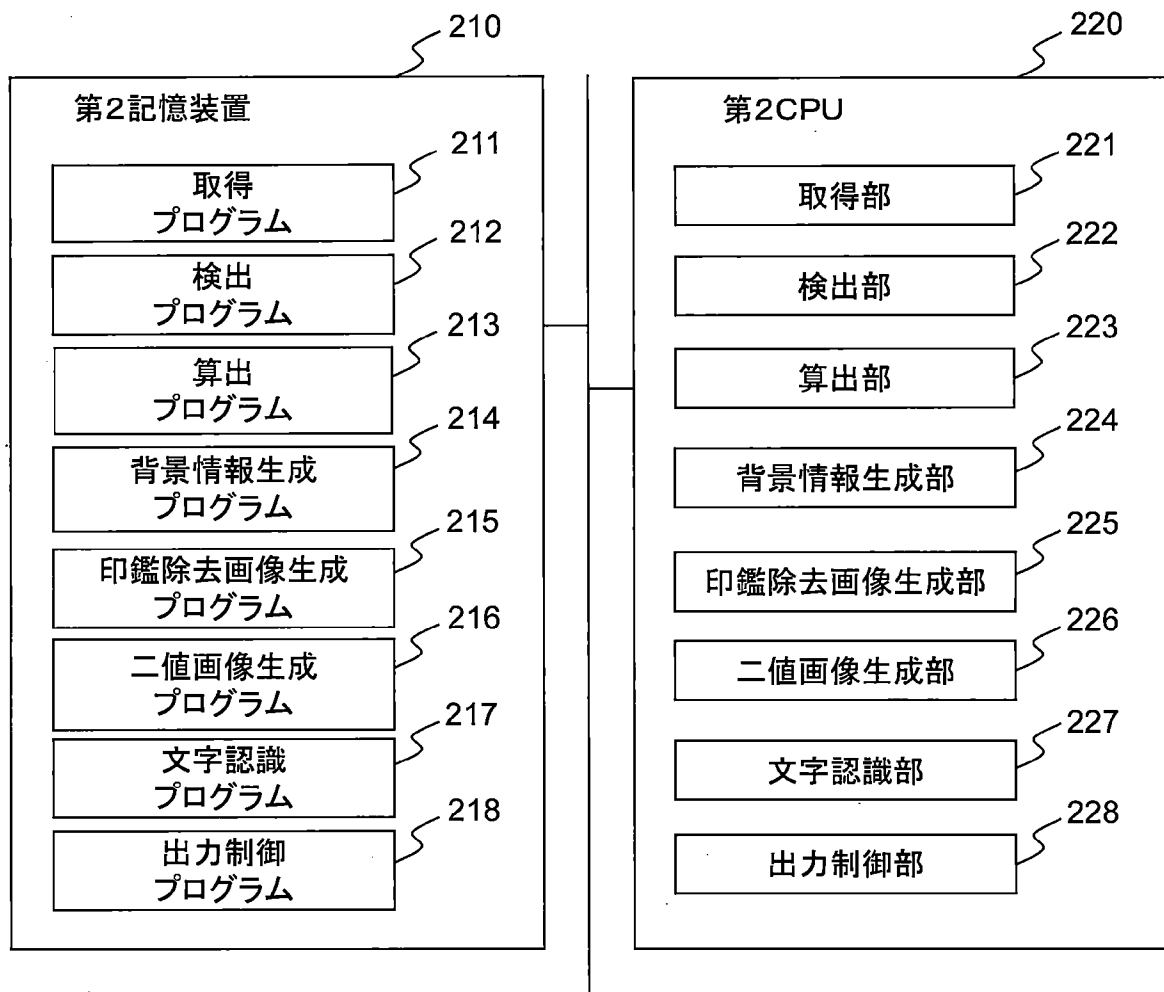 210
第2記憶装置
211
取得
プログラム
212
検出
プログラム
213
算出
プログラム
214
背景情報生成
プログラム
215
印鑑除去画像生成
プログラム
216
二値画像生成
プログラム
217
文字認識
プログラム
218
出力制御
プログラム
220
第2CPU
221
取得部
222
検出部
223
算出部
224
背景情報生成部
225
印鑑除去画像生成部
226
二値画像生成部
227
文字認識部
228
出力制御部